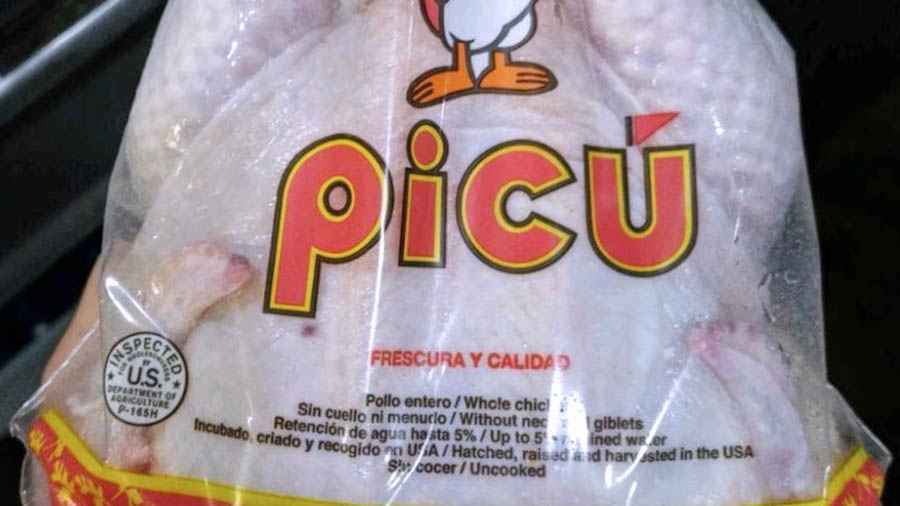 Picú
FRESCURA Y CALIDAD
Pollo entero / Whole
Sin cuello ni menudo / Without giblets
Retención de agua hasta 5% / Up to water
Incubado, criado y recogido en USA / Hatched, raised and harvested in the USA
Sin cocer / Uncooked
INSPECTED
FOR WHOLESOMENESS
BY
U.S.
DEPARTMENT OF
AGRICULTURE
P-165H